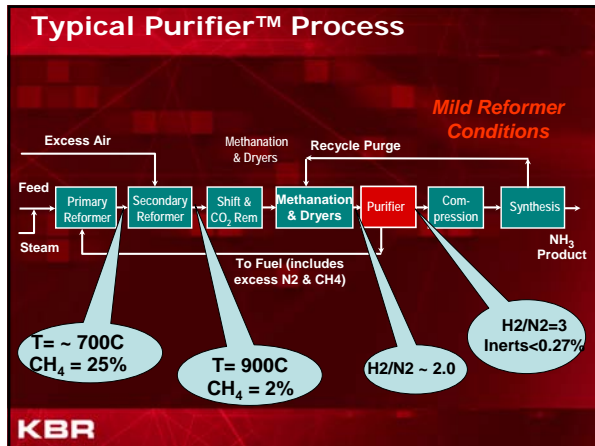 Typical Purifier™ Process
Mild Reformer
Conditions
Excess Air
Methanation
& Dryers
Recycle Purge
Feed
Primary
Reformer
Secondary
Reformer
Shift &
CO2 Rem
Methanation
& Dryers
Purifier
Com-
pression
Synthesis
Steam
NH3
Product
To Fuel (includes
excess N2 & CH4)
T= ~ 700C
CH4 = 25%
T= 900C
CH4 = 2%
H2/N2 ~ 2.0
H2/N2=3
Inerts<0.27%
KBR